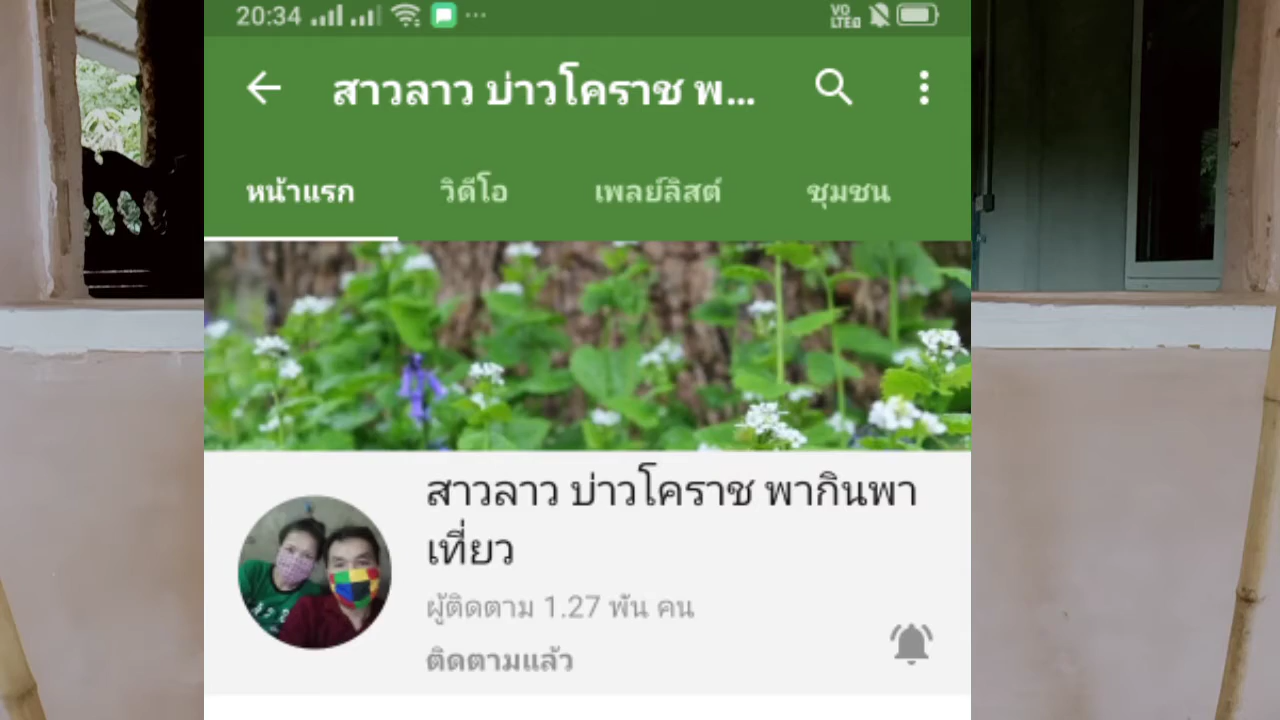 20:34 VO LTE
สาวลาว บ่าวโคราช พ...
หน้าแรก วิดีโอ เพลย์ลิสต์ ชุมชน
สาวลาว บ่าวโคราช พากินพา
เที่ยว
ผู้ติดตาม 1.27 พัน คน
ติดตามแล้ว